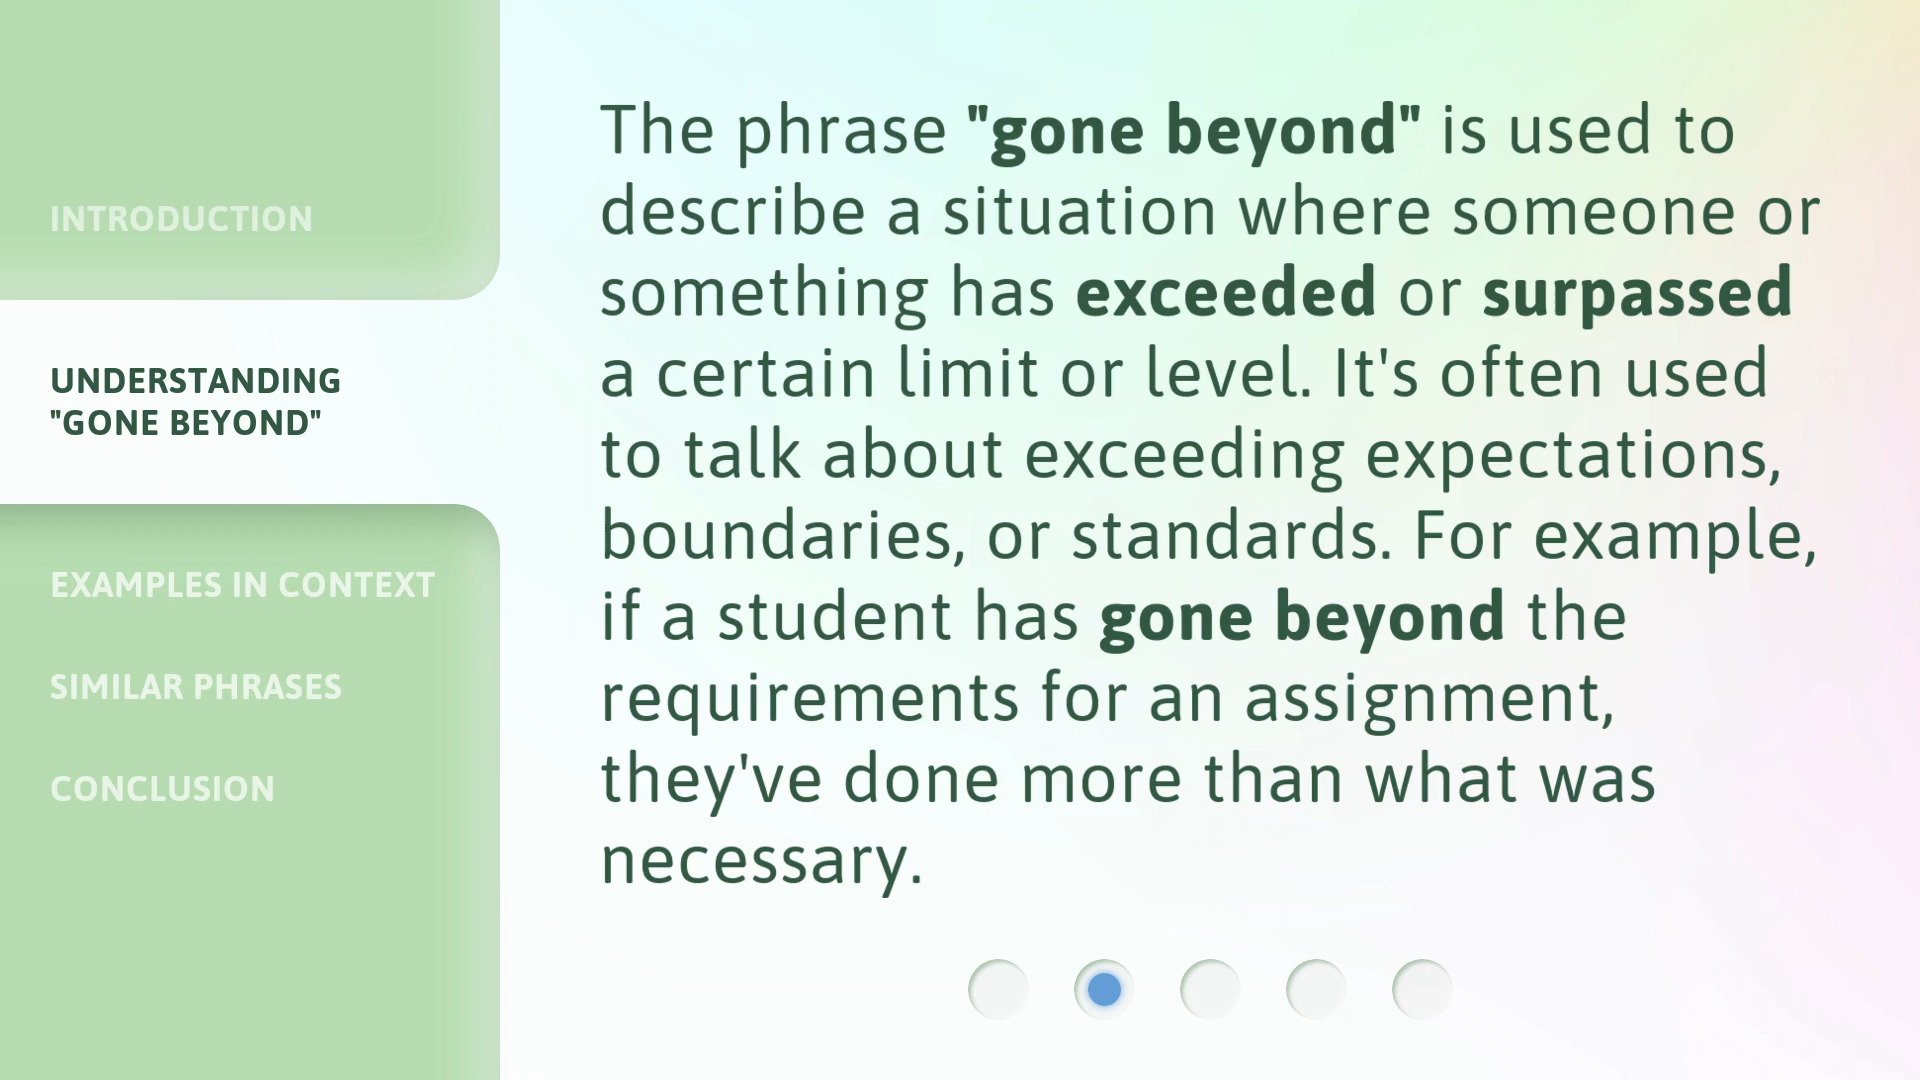 INTRODUCTION
UNDERSTANDING
"GONE BEYOND"
EXAMPLES IN CONTEXT
SIMILAR PHRASES
CONCLUSION
The phrase "gone beyond" is used to
describe a situation where someone or
something has exceeded or surpassed
a certain limit or level. It's often used
to talk about exceeding expectations,
boundaries, or standards. For example,
if a student has gone beyond the
requirements for an assignment,
they've done more than what was
necessary.